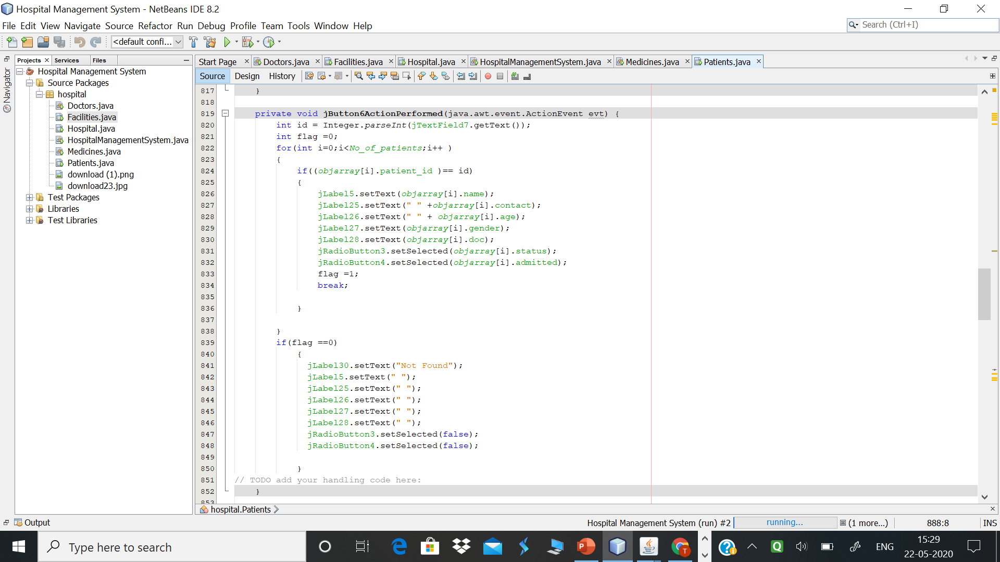 Hospital Management System - NetBeans IDE 8.2
File Edit View Navigate Source Refactor Run Debug Profile Team Tools Window Help
Search (Ctrl+I)
<default confi...
Projects Services Files
Navigator
Hospital Management System
Source Packages
hospital
Doctors.java
Facilities.java
Hospital.java
HospitalManagementSystem.java
Medicines.java
Patients.java
download (1).png
download23.jpg
Test Packages
Libraries
Test Libraries
Start Page Doctors.java Facilities.java Hospital.java HospitalManagementSystem.java Medicines.java Patients.java
Source Design History
817 }
818
819 private void jButton6ActionPerformed(java.awt.event.ActionEvent evt) {
820 int id = Integer.parseInt(jTextField7.getText());
821 int flag =0;
822 for(int i=0;i<No_of_patients;i++ )
823 {
824 if((objarray[i].patient_id )== id)
825 {
826 jLabel5.setText(objarray[i].name);
827 jLabel25.setText(" " +objarray[i].contact);
828 jLabel26.setText(" " + objarray[i].age);
829 jLabel27.setText(objarray[i].gender);
830 jLabel28.setText(objarray[i].doc);
831 jRadioButton3.setSelected(objarray[i].status);
832 jRadioButton4.setSelected(objarray[i].admitted);
833 flag =1;
834 break;
835
836 }
837
838 }
839 if(flag ==0)
840 {
841 jLabel30.setText("Not Found");
842 jLabel5.setText(" ");
843 jLabel25.setText(" ");
844 jLabel26.setText(" ");
845 jLabel27.setText(" ");
846 jLabel28.setText(" ");
847 jRadioButton3.setSelected(false);
848 jRadioButton4.setSelected(false);
849
850 }
851 // TODO add your handling code here:
852 }
853
hospital.Patients
Output
Hospital Management System (run) #2 running... (1 more...) 888:8 INS
Type here to search
ENG
15:29
22-05-2020